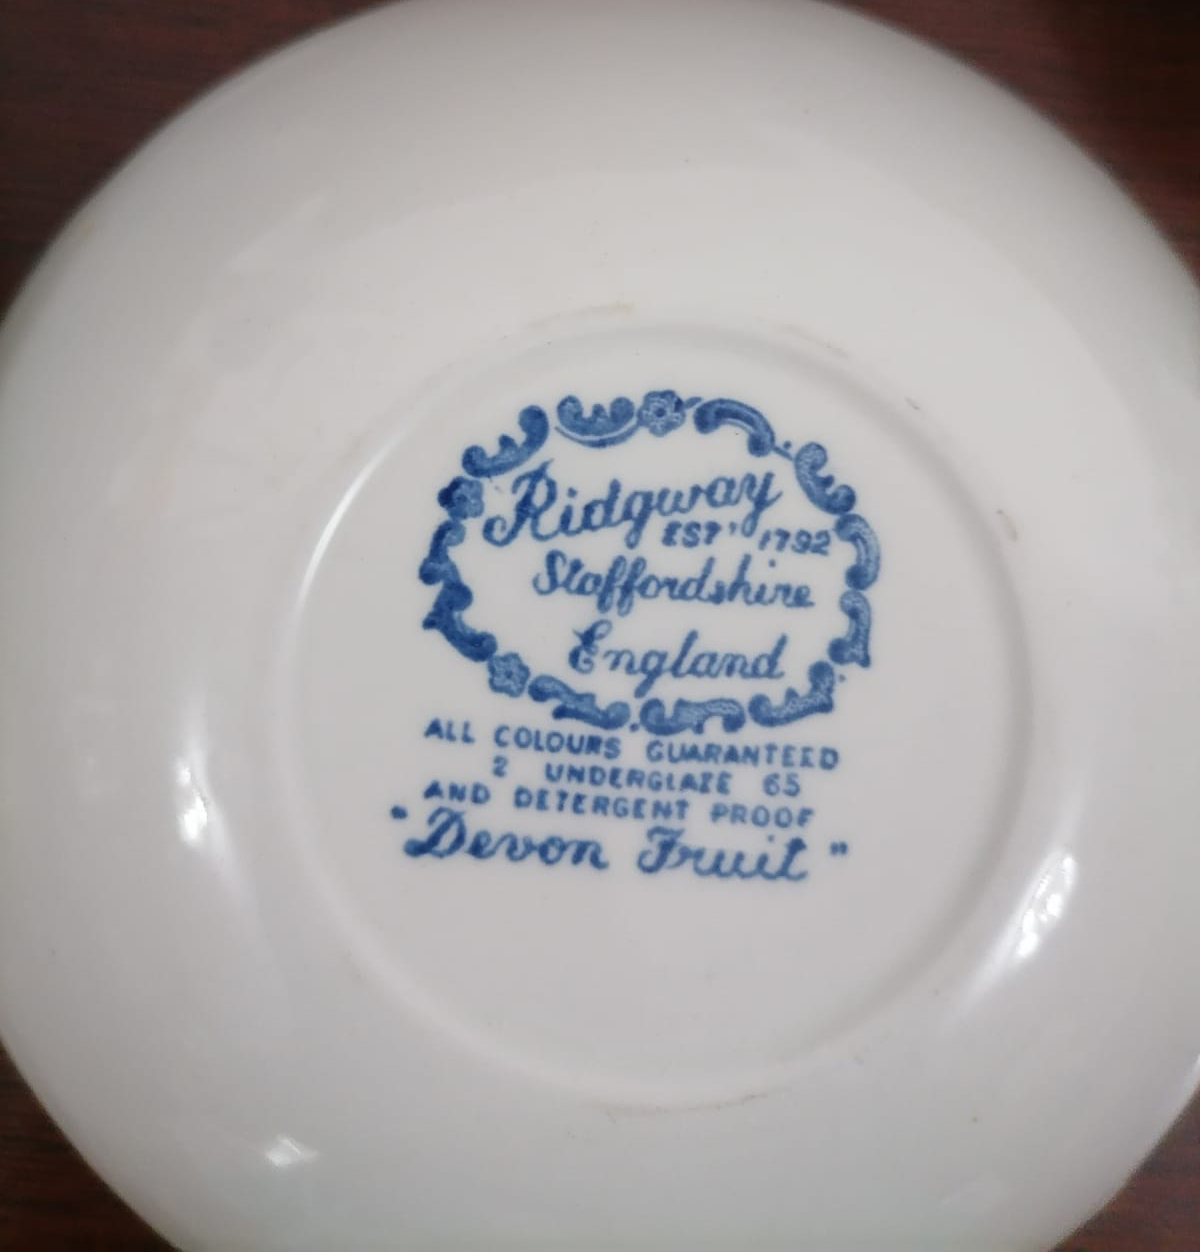 Ridgway
EST' 1792
Staffordshire
England
ALL COLOURS GUARANTEED
2 UNDERGLAZE 65
AND DETERGENT PROOF
"Devon Fruit"